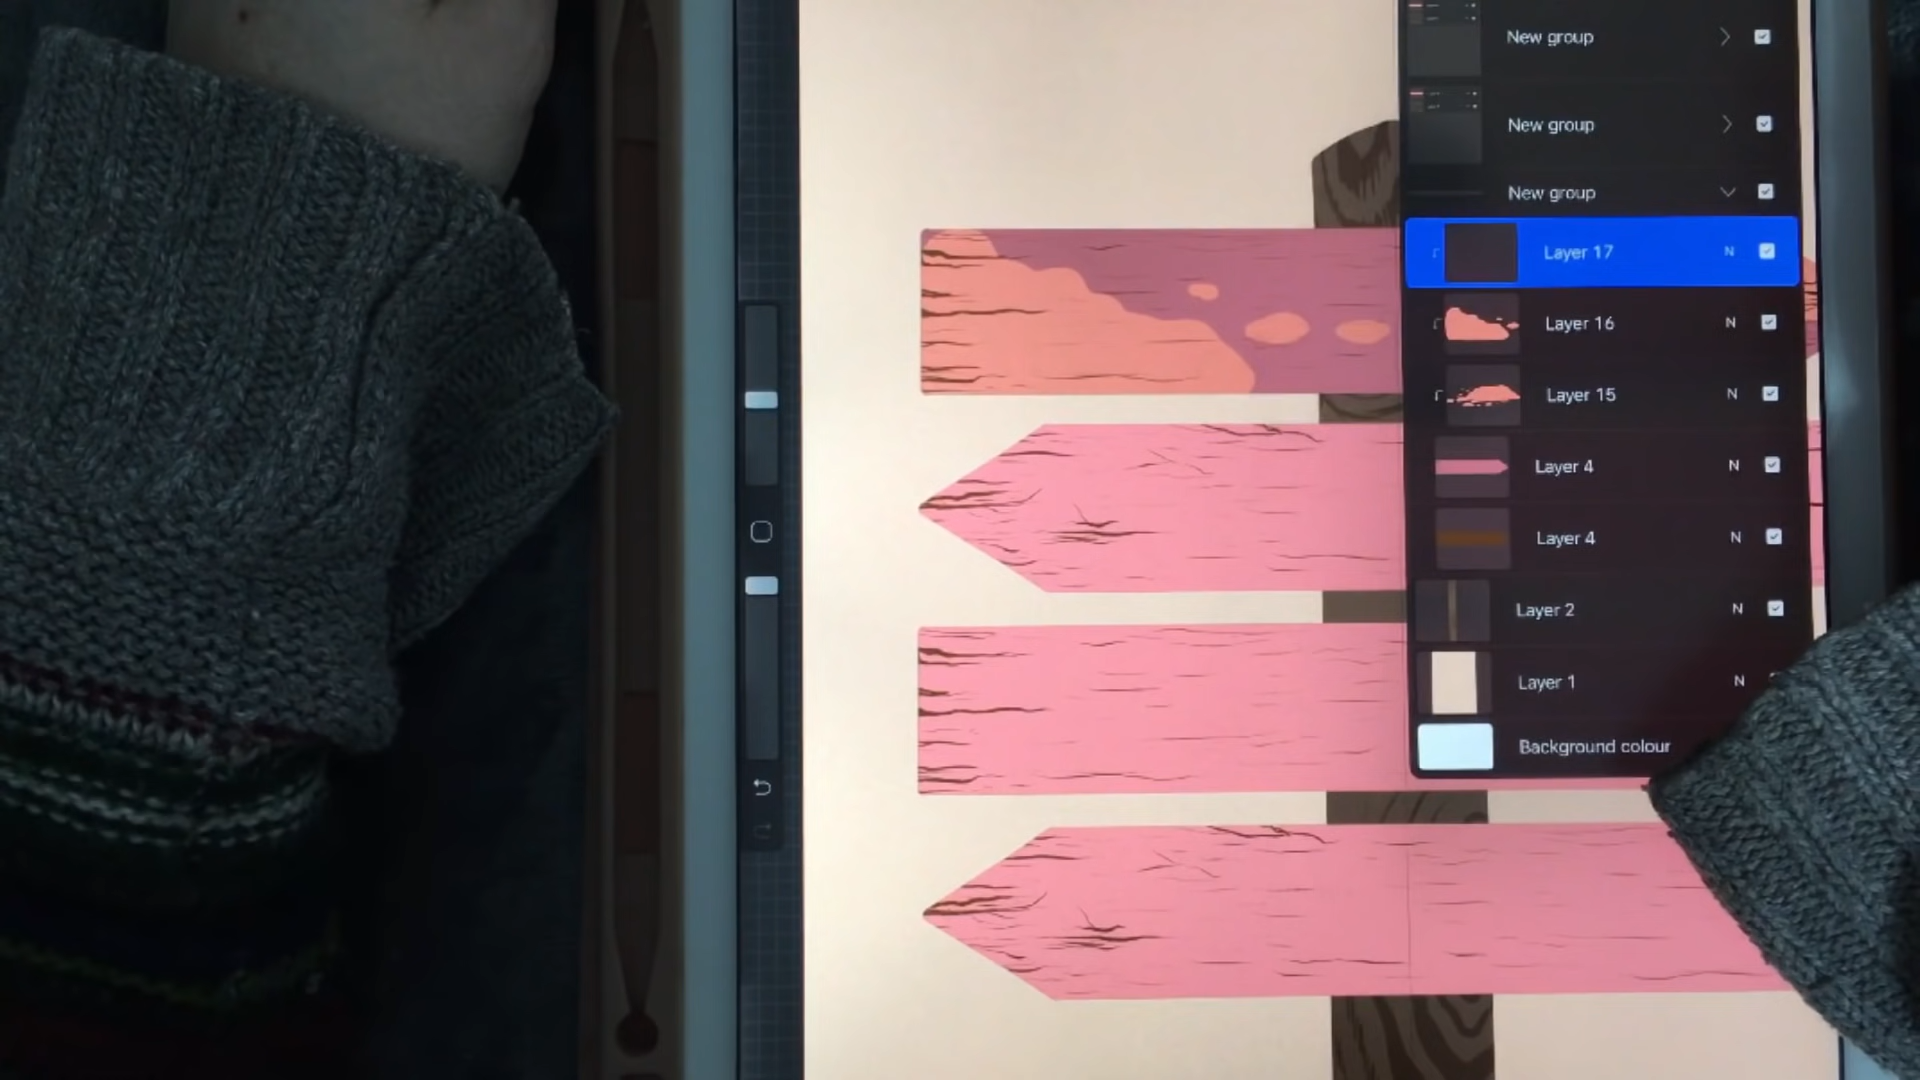 New group
New group
New group
Layer 17 N
Layer 16 N
Layer 15 N
Layer 4 N
Layer 4 N
Layer 2 N
Layer 1 N
Background colour